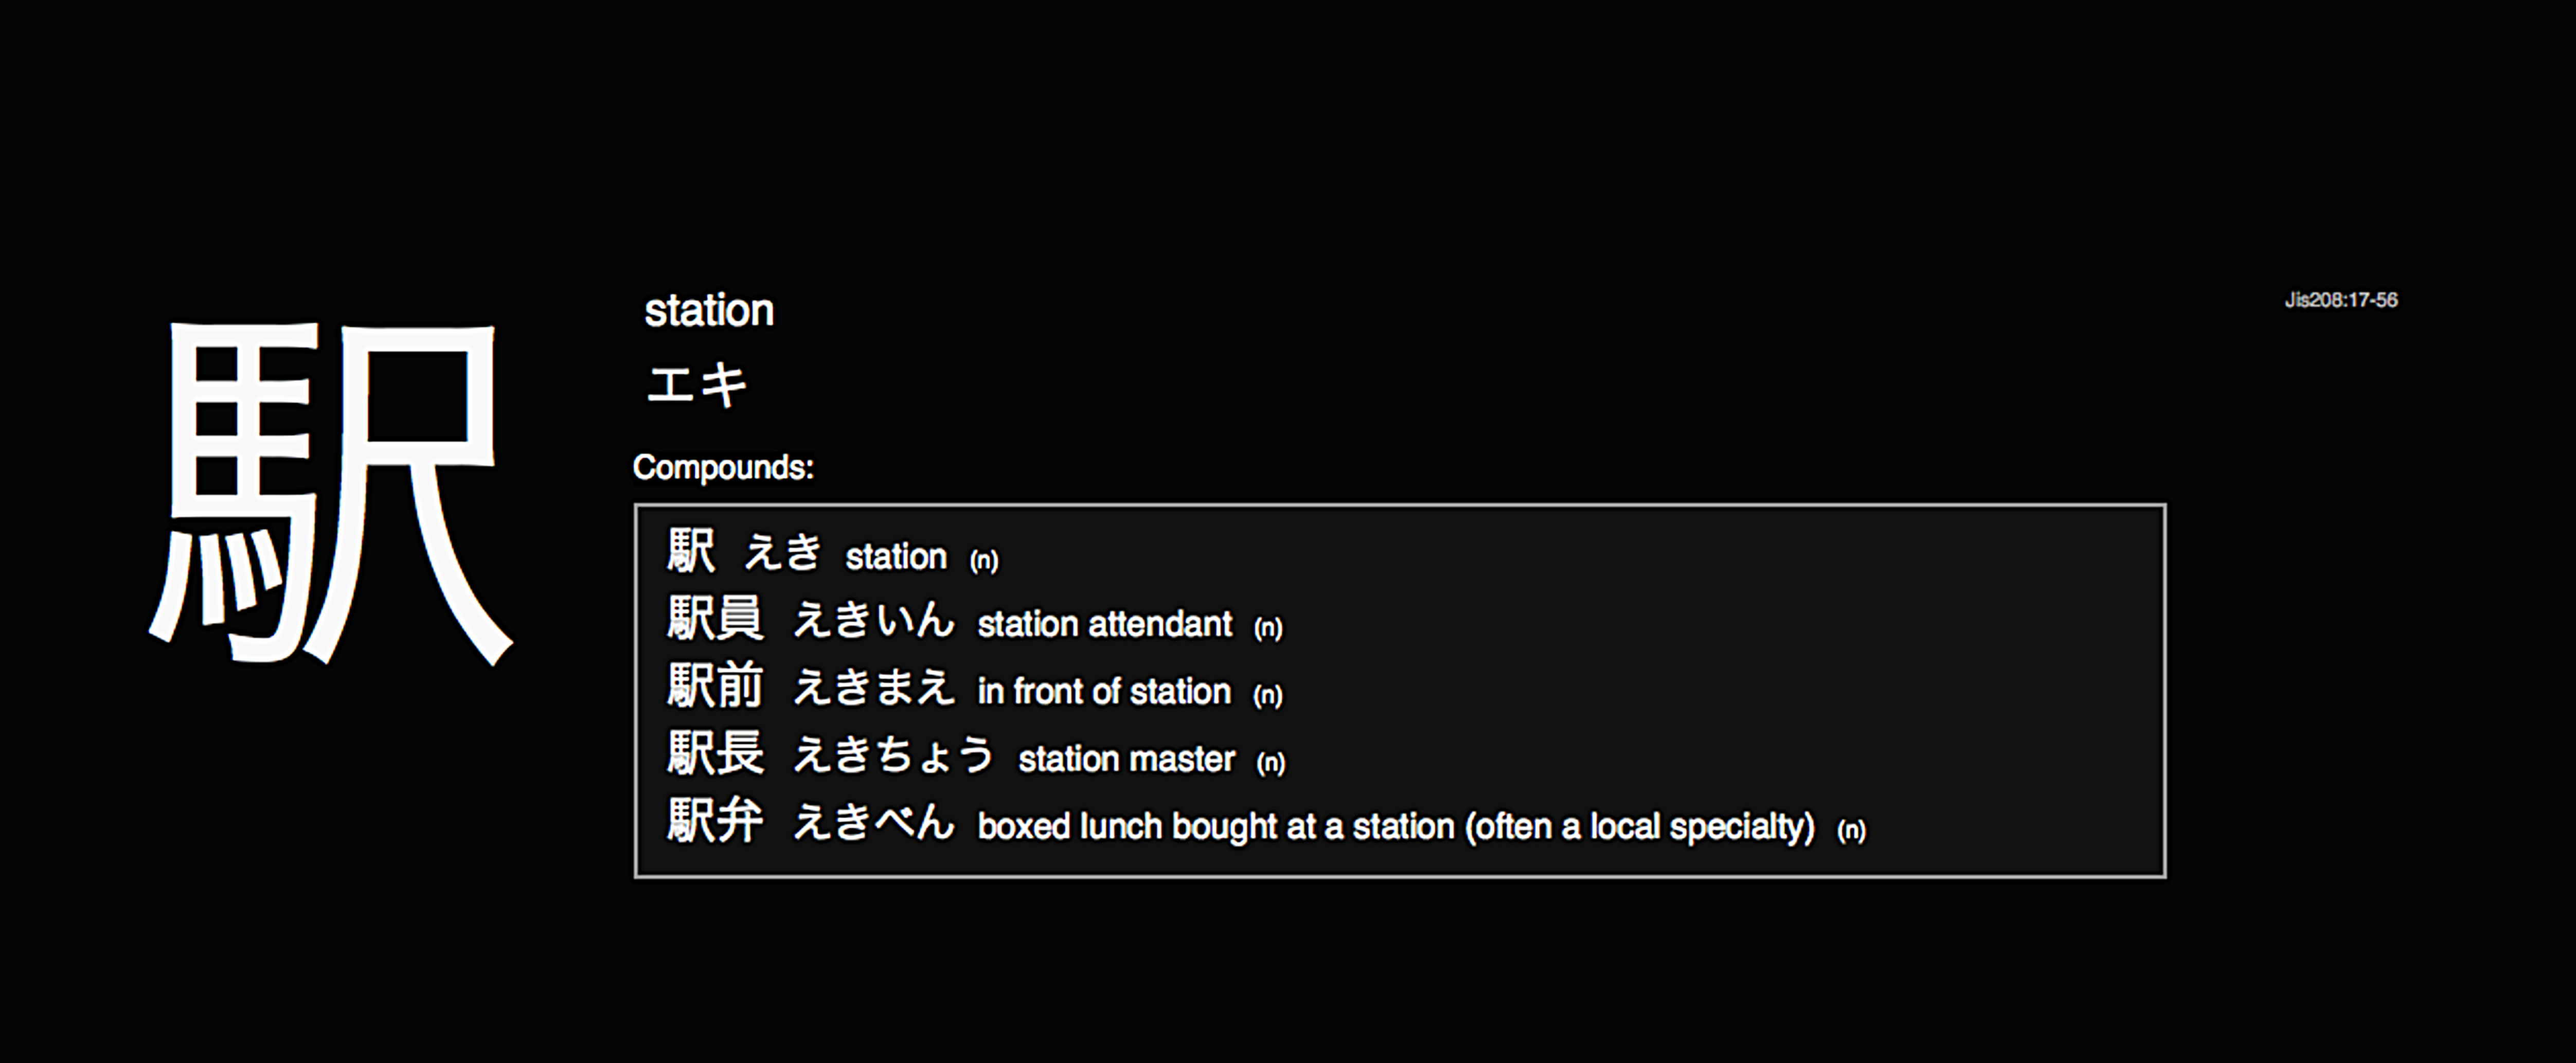 駅
station
Jis208:17-56
エキ
Compounds:
駅 えき station (n)
駅員 えきいん station attendant (n)
駅前 えきまえ in front of station (n)
駅長 えきちょう station master (n)
駅弁 えきべん boxed lunch bought at a station (often a local specialty) (n)